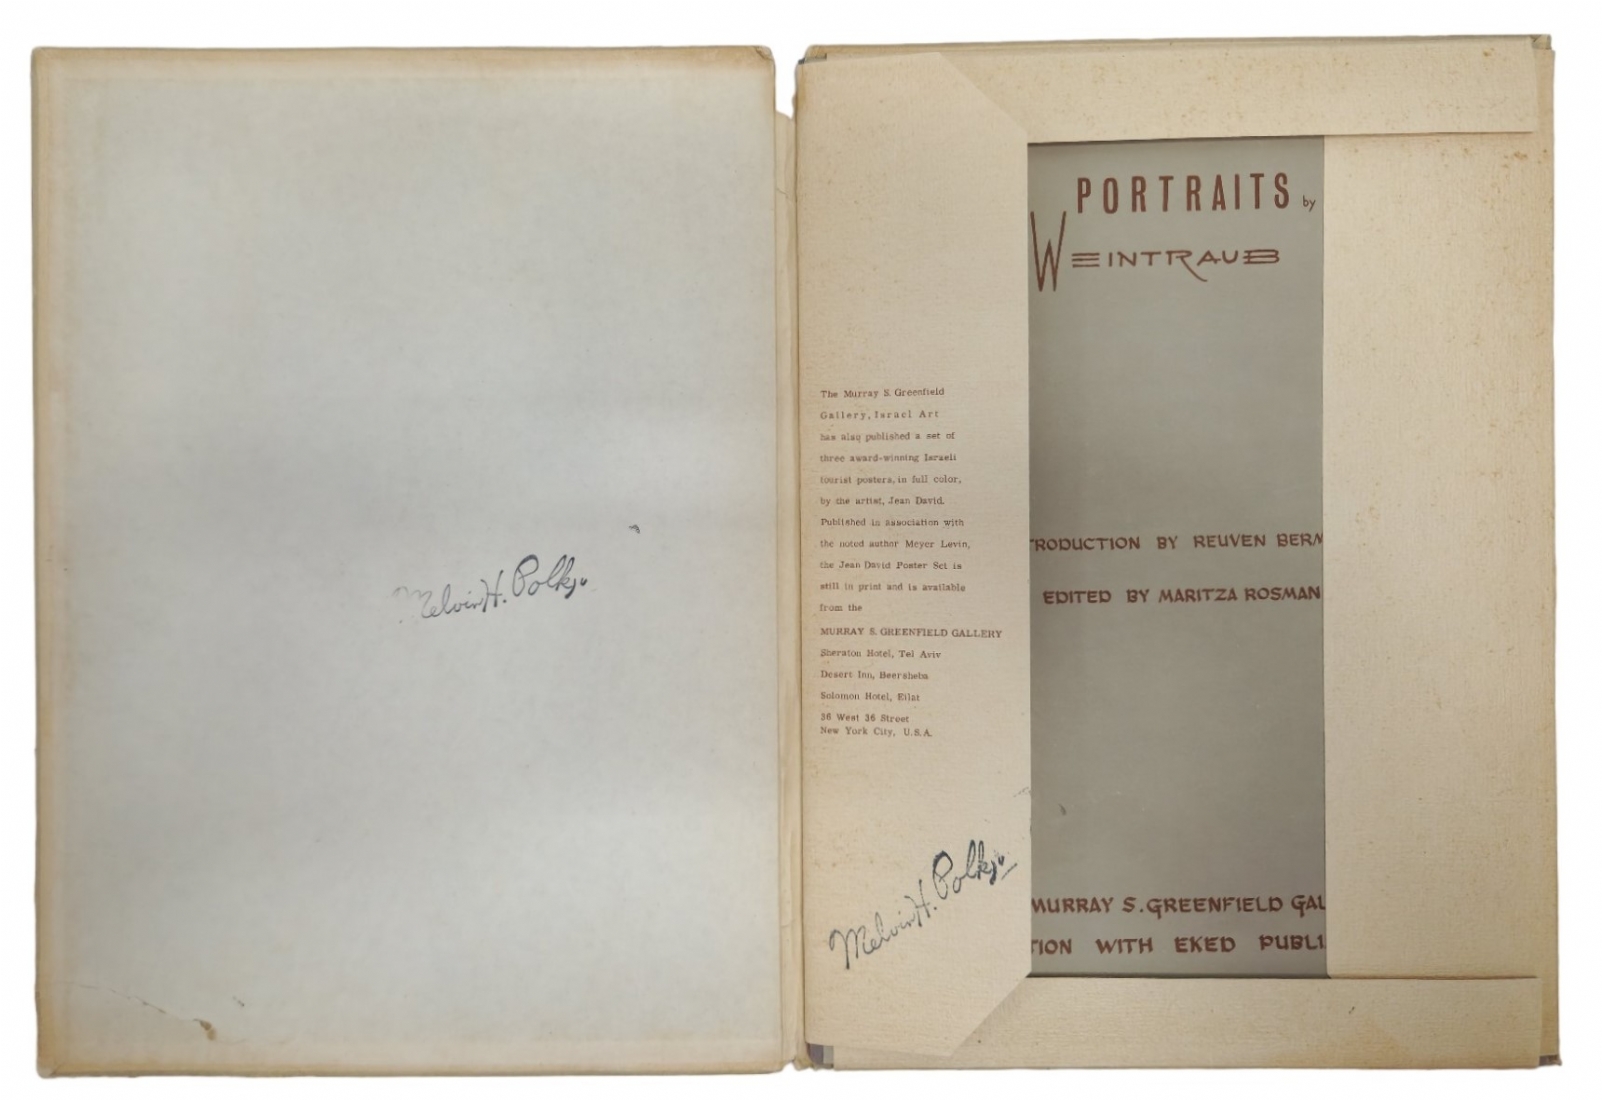 Melvin H. Polk Jr.
The Murray S. Greenfield
Gallery, Israel Art
has also published a set of
three award-winning Israeli
tourist posters, in full color,
by the artist, Jean David.
Published in association with
the noted author Meyer Levin,
the Jean David Poster Set is
still in print and is available
from the
MURRAY S. GREENFIELD GALLERY
Sheraton Hotel, Tel Aviv
Desert Inn, Beersheba
Solomon Hotel, Eilat
36 West 36 Street
New York City, U.S.A.
Melvin H. Polk Jr.
PORTRAITS by
WEINTRAUB
TRODUCTION BY REUVEN BERM
EDITED BY MARITZA ROSMAN
MURRAY S. GREENFIELD GAL
TION WITH EKED PUBLI